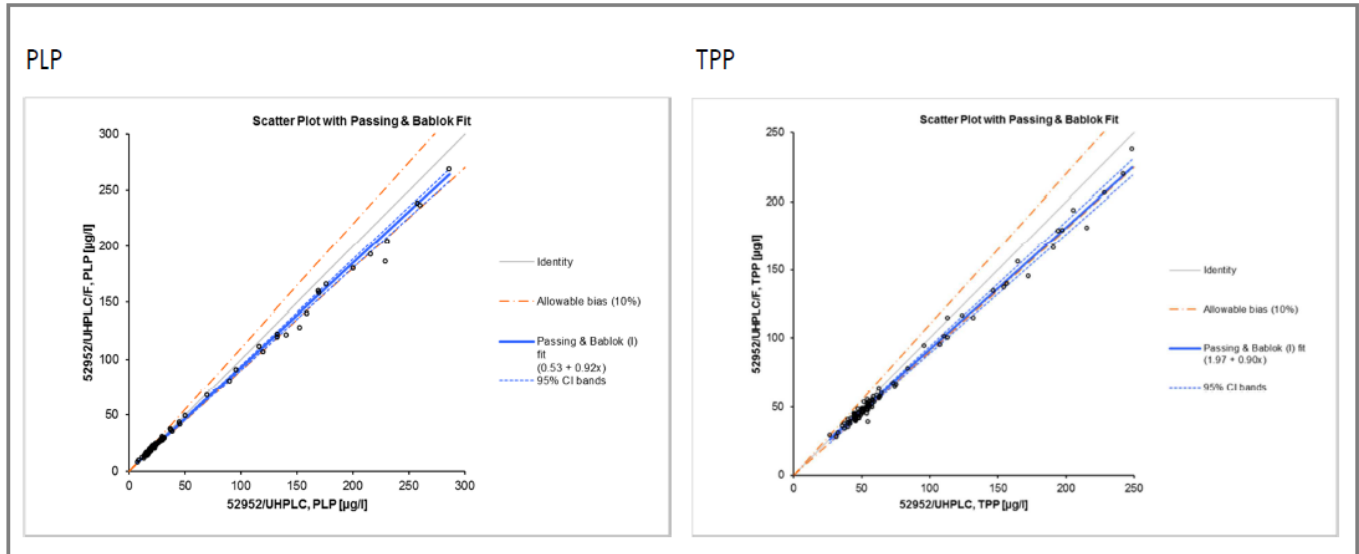 PLP
Scatter Plot with Passing & Bablok Fit
300
250
200
150
100
50
0
0 50 100 150 200 250 300
52952/UHPLC/F, PLP [µg/l]
52952/UHPLC, PLP [µg/l]
Identity
Allowable bias (10%)
Passing & Bablok (I)
fit
(0.53 + 0.92x)
95% CI bands
TPP
Scatter Plot with Passing & Bablok Fit
250
200
150
100
50
0
0 50 100 150 200 250
52952/UHPLC/F, TPP [µg/l]
52952/UHPLC, TPP [µg/l]
Identity
Allowable bias (10%)
Passing & Bablok (I) fit
(1.97 + 0.90x)
95% CI bands